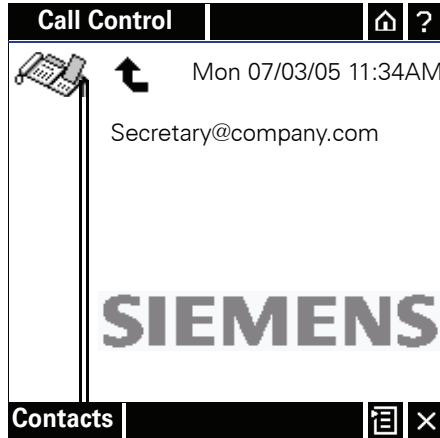 Call Control ?
Mon 07/03/05 11:34AM
Secretary@company.com
SIEMENS
Contacts